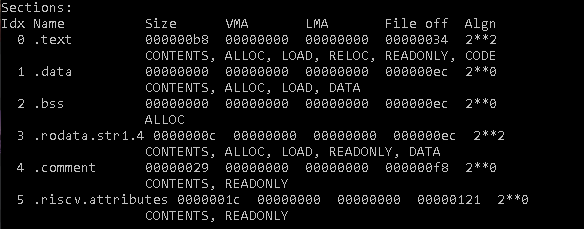 Sections:
Idx Name          Size      VMA       LMA       File off  Algn
  0 .text         000000b8  00000000  00000000  00000034  2**2
                  CONTENTS, ALLOC, LOAD, RELOC, READONLY, CODE
  1 .data         00000000  00000000  00000000  000000ec  2**0
                  CONTENTS, ALLOC, LOAD, DATA
  2 .bss          00000000  00000000  00000000  000000ec  2**0
                  ALLOC
  3 .rodata.str1.4 0000000c  00000000  00000000  000000ec  2**2
                  CONTENTS, ALLOC, LOAD, READONLY, DATA
  4 .comment      00000029  00000000  00000000  000000f8  2**0
                  CONTENTS, READONLY
  5 .riscv.attributes 0000001c  00000000  00000000  00000121  2**0
                  CONTENTS, READONLY